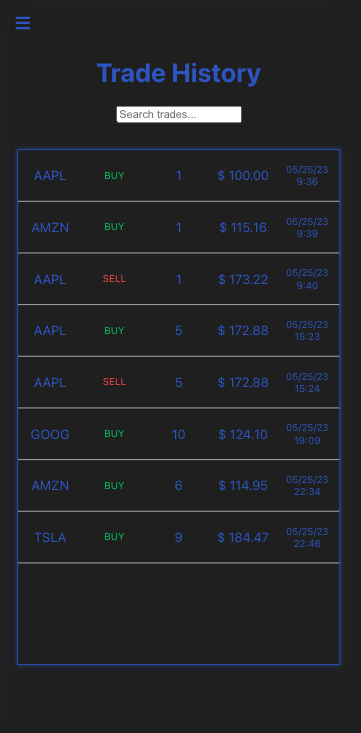 Trade History
Search trades...
AAPL BUY 1 $ 100.00 05/25/23 9:36
AMZN BUY 1 $ 115.16 05/25/23 9:39
AAPL SELL 1 $ 173.22 05/25/23 9:40
AAPL BUY 5 $ 172.88 05/25/23 15:23
AAPL SELL 5 $ 172.88 05/25/23 15:24
GOOG BUY 10 $ 124.10 05/25/23 19:09
AMZN BUY 6 $ 114.95 05/25/23 22:34
TSLA BUY 9 $ 184.47 05/25/23 22:46